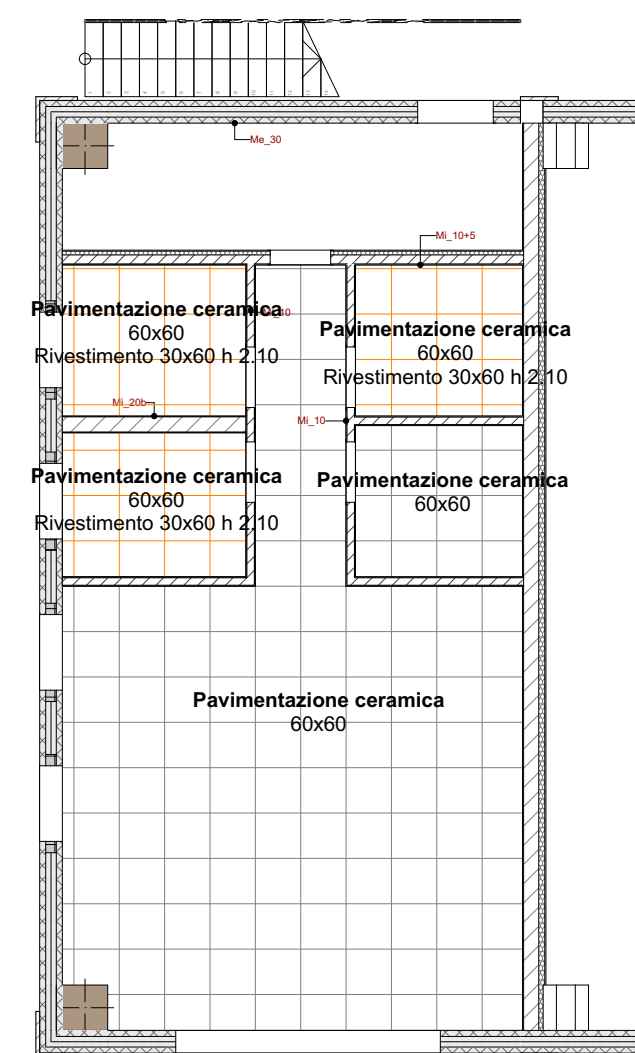 Me_30
Mi_10+5
Pavimentazione ceramica
60x60
Rivestimento 30x60 h 2.10
Pavimentazione ceramica
60x60
Rivestimento 30x60 h 2.10
Mi_20b
Mi_10
Pavimentazione ceramica
60x60
Rivestimento 30x60 h 2.10
Pavimentazione ceramica
60x60
Pavimentazione ceramica
60x60